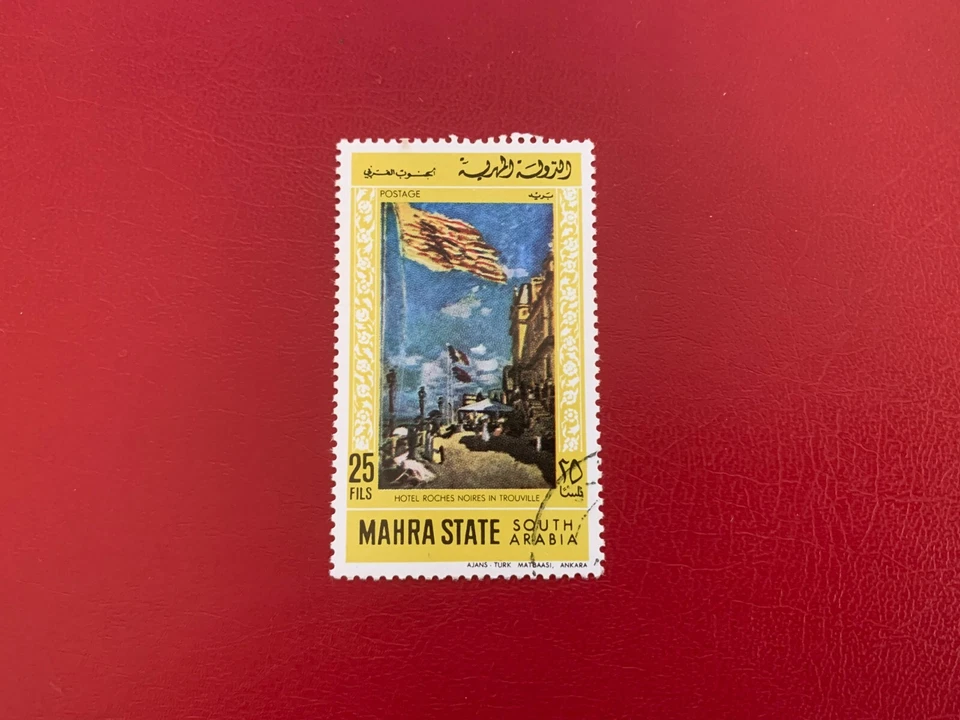 الدولة المهرية الجنوب العربي
POSTAGE بريد
25 ٢٥
FILS فلسًا
HOTEL ROCHES NOIRES IN TROUVILLE
MAHRA STATE SOUTH ARABIA
AJANS - TURK MATBAASI, ANKARA